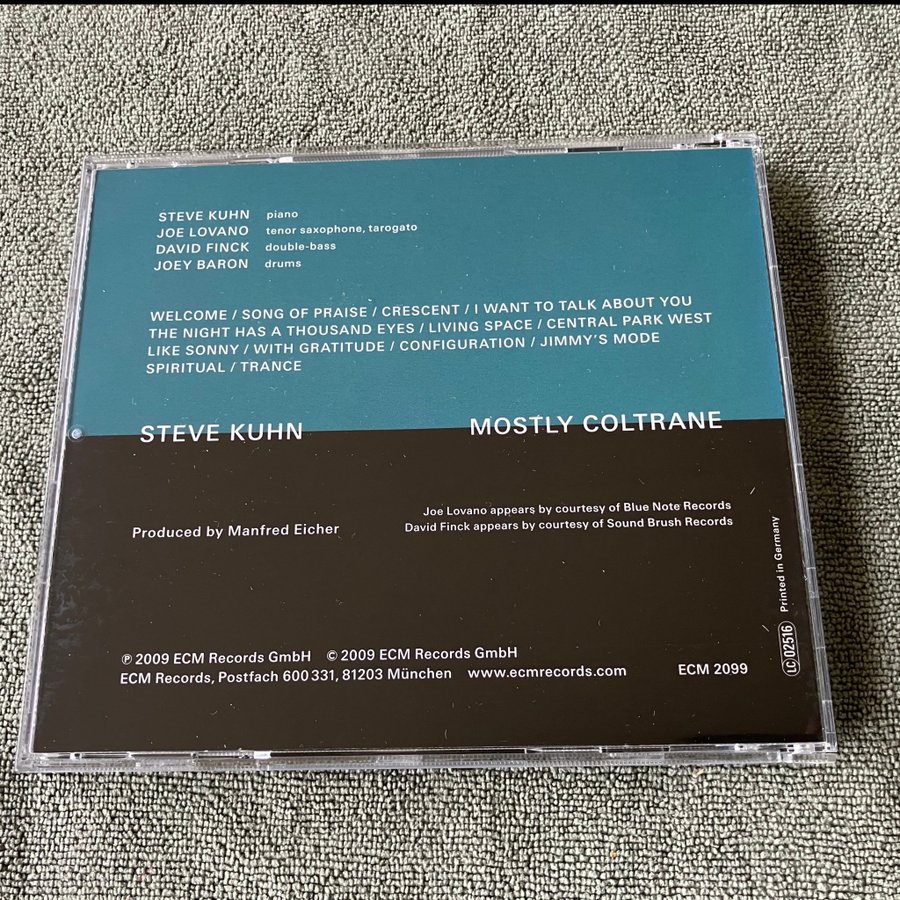 STEVE KUHN piano
JOE LOVANO tenor saxophone, tarogato
DAVID FINCK double-bass
JOEY BARON drums
WELCOME / SONG OF PRAISE / CRESCENT / I WANT TO TALK ABOUT YOU
THE NIGHT HAS A THOUSAND EYES / LIVING SPACE / CENTRAL PARK WEST
LIKE SONNY / WITH GRATITUDE / CONFIGURATION / JIMMY'S MODE
SPIRITUAL / TRANCE
STEVE KUHN MOSTLY COLTRANE
Joe Lovano appears by courtesy of Blue Note Records
David Finck appears by courtesy of Sound Brush Records
Produced by Manfred Eicher
℗ 2009 ECM Records GmbH © 2009 ECM Records GmbH
ECM Records, Postfach 600 331, 81203 München www.ecmrecords.com ECM 2099
LC 02516 Printed in Germany